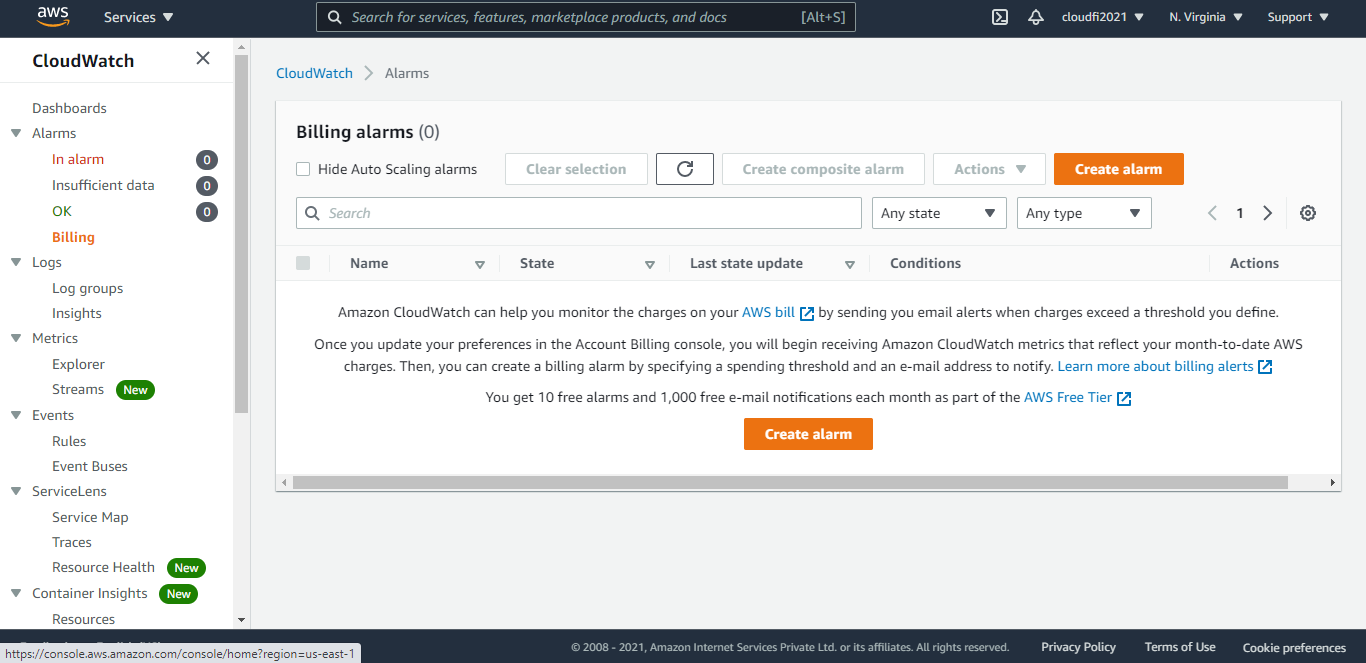 aws
Services
Search for services, features, marketplace products, and docs [Alt+S]
cloudfi2021
N. Virginia
Support
CloudWatch
Dashboards
Alarms
In alarm 0
Insufficient data 0
OK 0
Billing
Logs
Log groups
Insights
Metrics
Explorer
Streams New
Events
Rules
Event Buses
ServiceLens
Service Map
Traces
Resource Health New
Container Insights New
Resources
CloudWatch Alarms
Billing alarms (0)
Hide Auto Scaling alarms Clear selection Create composite alarm Actions Create alarm
Search Any state Any type 1
Name State Last state update Conditions Actions
Amazon CloudWatch can help you monitor the charges on your AWS bill by sending you email alerts when charges exceed a threshold you define.
Once you update your preferences in the Account Billing console, you will begin receiving Amazon CloudWatch metrics that reflect your month-to-date AWS
charges. Then, you can create a billing alarm by specifying a spending threshold and an e-mail address to notify. Learn more about billing alerts
You get 10 free alarms and 1,000 free e-mail notifications each month as part of the AWS Free Tier
Create alarm
https://console.aws.amazon.com/console/home?region=us-east-1
© 2008 - 2021, Amazon Internet Services Private Ltd. or its affiliates. All rights reserved. Privacy Policy Terms of Use Cookie preferences